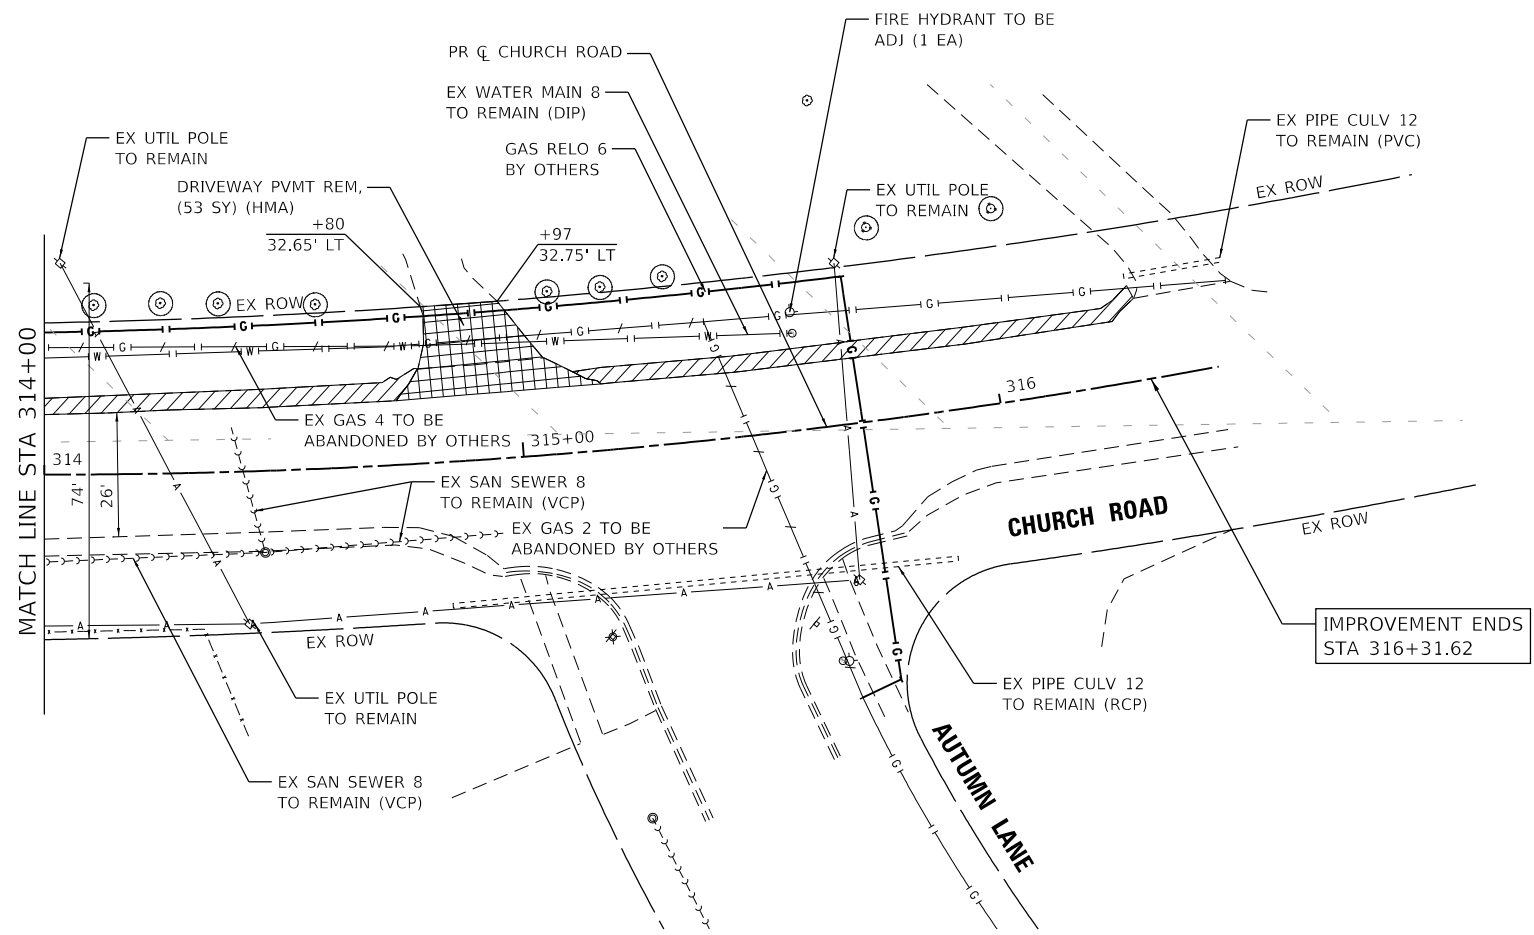 FIRE HYDRANT TO BE
ADJ (1 EA)
PR ℄ CHURCH ROAD
EX WATER MAIN 8
TO REMAIN (DIP)
GAS RELO 6
BY OTHERS
EX PIPE CULV 12
TO REMAIN (PVC)
EX UTIL POLE
TO REMAIN
DRIVEWAY PVMT REM,
(53 SY) (HMA)
EX UTIL POLE
TO REMAIN
EX ROW
+80
32.65' LT
+97
32.75' LT
EX ROW
MATCH LINE STA 314+00
316
EX GAS 4 TO BE
ABANDONED BY OTHERS
315+00
314
74'
26'
EX SAN SEWER 8
TO REMAIN (VCP)
EX GAS 2 TO BE
ABANDONED BY OTHERS
CHURCH ROAD
EX ROW
EX ROW
IMPROVEMENT ENDS
STA 316+31.62
EX PIPE CULV 12
TO REMAIN (RCP)
EX UTIL POLE
TO REMAIN
EX SAN SEWER 8
TO REMAIN (VCP)
AUTUMN LANE
G G G G G
G G G G G
W W W W W
A A A A A A A
A A A
A A A
G G G
G G G G G G
P